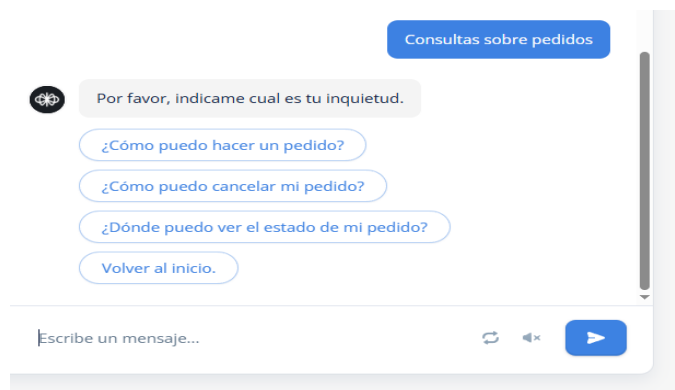 Consultas sobre pedidos
Por favor, indicame cual es tu inquietud.
¿Cómo puedo hacer un pedido?
¿Cómo puedo cancelar mi pedido?
¿Dónde puedo ver el estado de mi pedido?
Volver al inicio.
Escribe un mensaje...